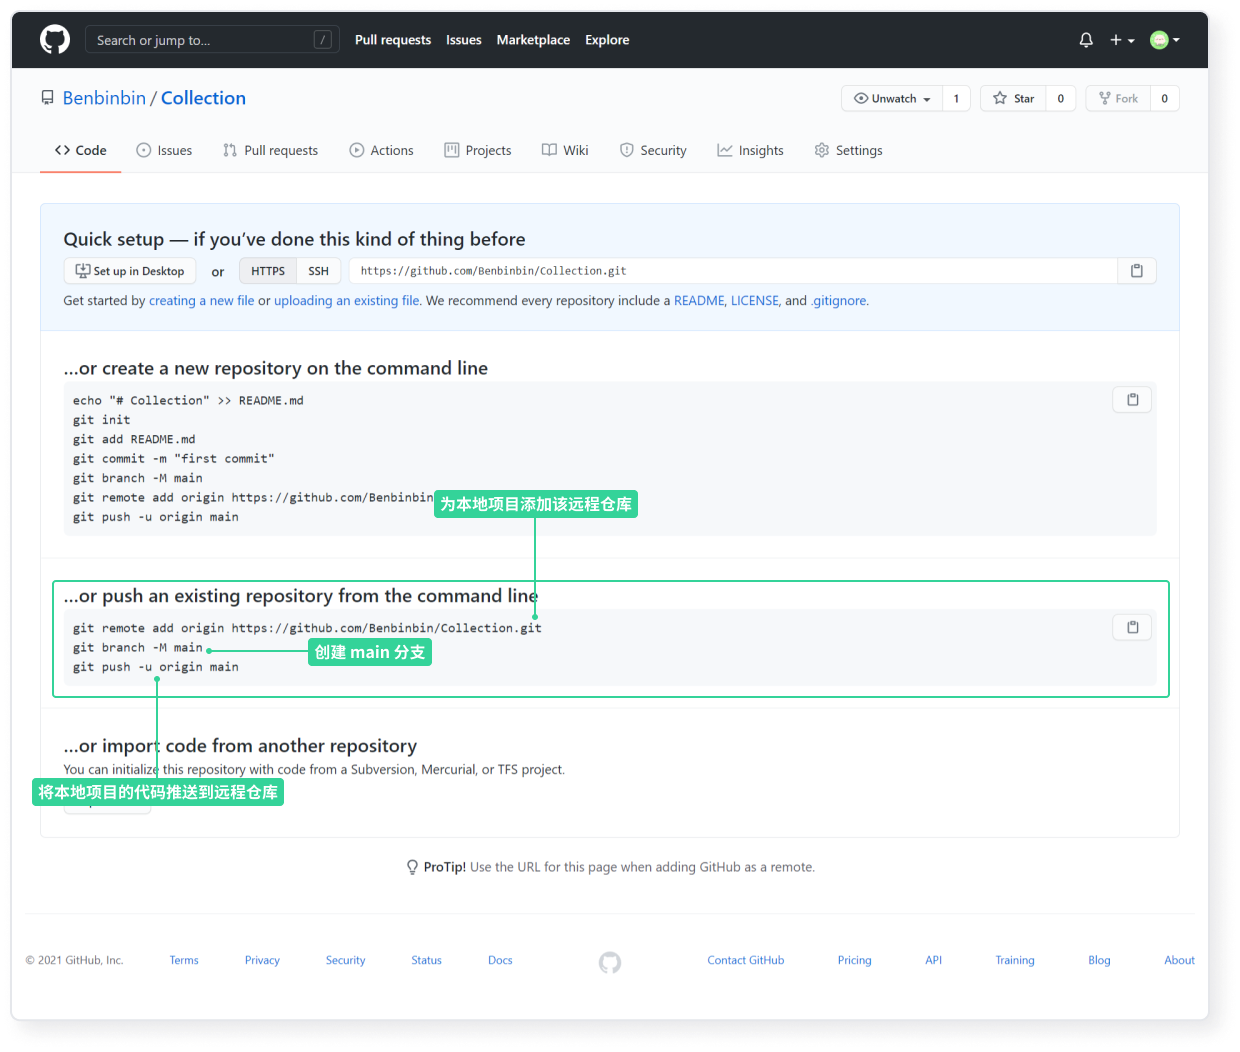 Search or jump to...
/
Pull requests
Issues
Marketplace
Explore
Benbinbin / Collection
Unwatch
1
Star
0
Fork
0
Code
Issues
Pull requests
Actions
Projects
Wiki
Security
Insights
Settings
Quick setup — if you’ve done this kind of thing before
Set up in Desktop
or
HTTPS
SSH
https://github.com/Benbinbin/Collection.git
Get started by creating a new file or uploading an existing file. We recommend every repository include a README, LICENSE, and .gitignore.
…or create a new repository on the command line
echo "# Collection" >> README.md
git init
git add README.md
git commit -m "first commit"
git branch -M main
git remote add origin https://github.com/Benbinbin
为本地项目添加该远程仓库
git push -u origin main
…or push an existing repository from the command line
git remote add origin https://github.com/Benbinbin/Collection.git
git branch -M main
创建 main 分支
git push -u origin main
…or import code from another repository
You can initialize this repository with code from a Subversion, Mercurial, or TFS project.
将本地项目的代码推送到远程仓库
ProTip! Use the URL for this page when adding GitHub as a remote.
© 2021 GitHub, Inc.
Terms
Privacy
Security
Status
Docs
Contact GitHub
Pricing
API
Training
Blog
About